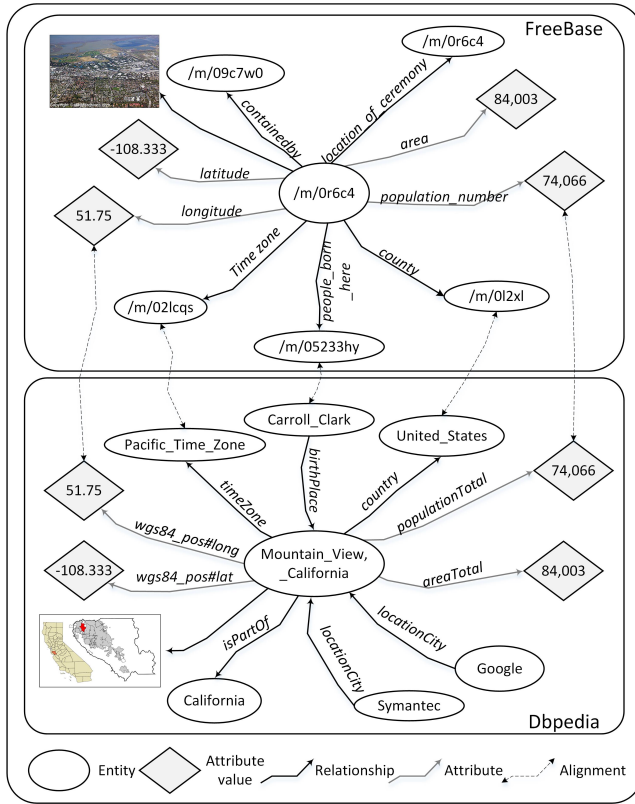 FreeBase
/m/0r6c4
/m/09c7w0
84,003
location_of_ceremony
containedby
area
-108.333
latitude
74,066
/m/0r6c4
population_number
51.75
longitude
Time zone
people_born
_here
county
/m/02lcqs
/m/0l2xl
/m/05233hy
Carroll_Clark
United_States
Pacific_Time_Zone
birthPlace
74,066
51.75
timeZone
country
populationTotal
wgs84_pos#long
Mountain_View,
_California
-108.333
wgs84_pos#lat
areaTotal
84,003
isPartOf
locationCity
locationCity
Google
California
Symantec
Dbpedia
Entity
Attribute
value
Relationship
Attribute
Alignment